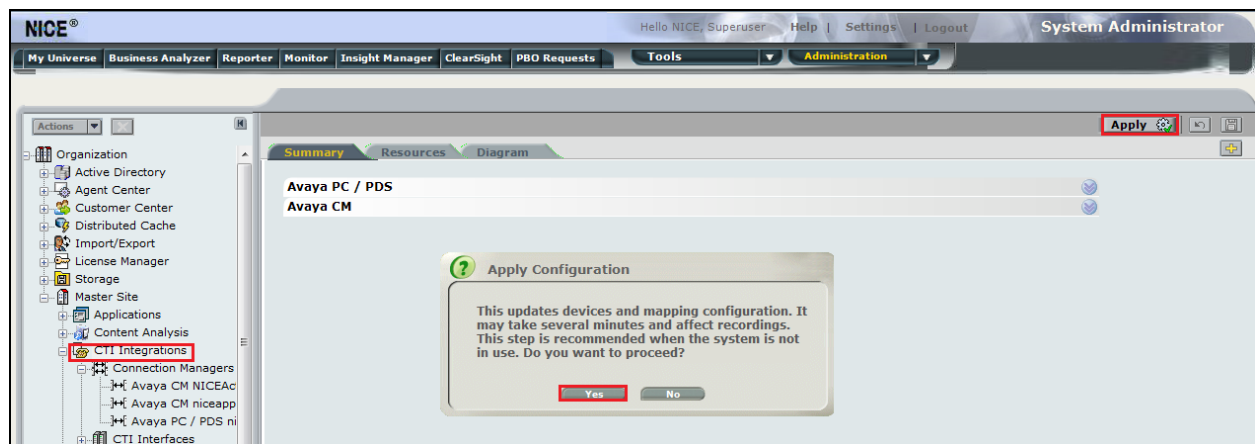 NICE®
Hello NICE, Superuser Help | Settings | Logout System Administrator
My Universe Business Analyzer Reporter Monitor Insight Manager ClearSight PBO Requests Tools Administration
Actions
Apply
Organization
Active Directory
Agent Center
Customer Center
Distributed Cache
Import/Export
License Manager
Storage
Master Site
Applications
Content Analysis
CTI Integrations
Connection Managers
Avaya CM NICEAc
Avaya CM niceapp
Avaya PC / PDS ni
CTI Interfaces
Summary Resources Diagram
Avaya PC / PDS
Avaya CM
Apply Configuration
This updates devices and mapping configuration. It
may take several minutes and affect recordings.
This step is recommended when the system is not
in use. Do you want to proceed?
Yes No